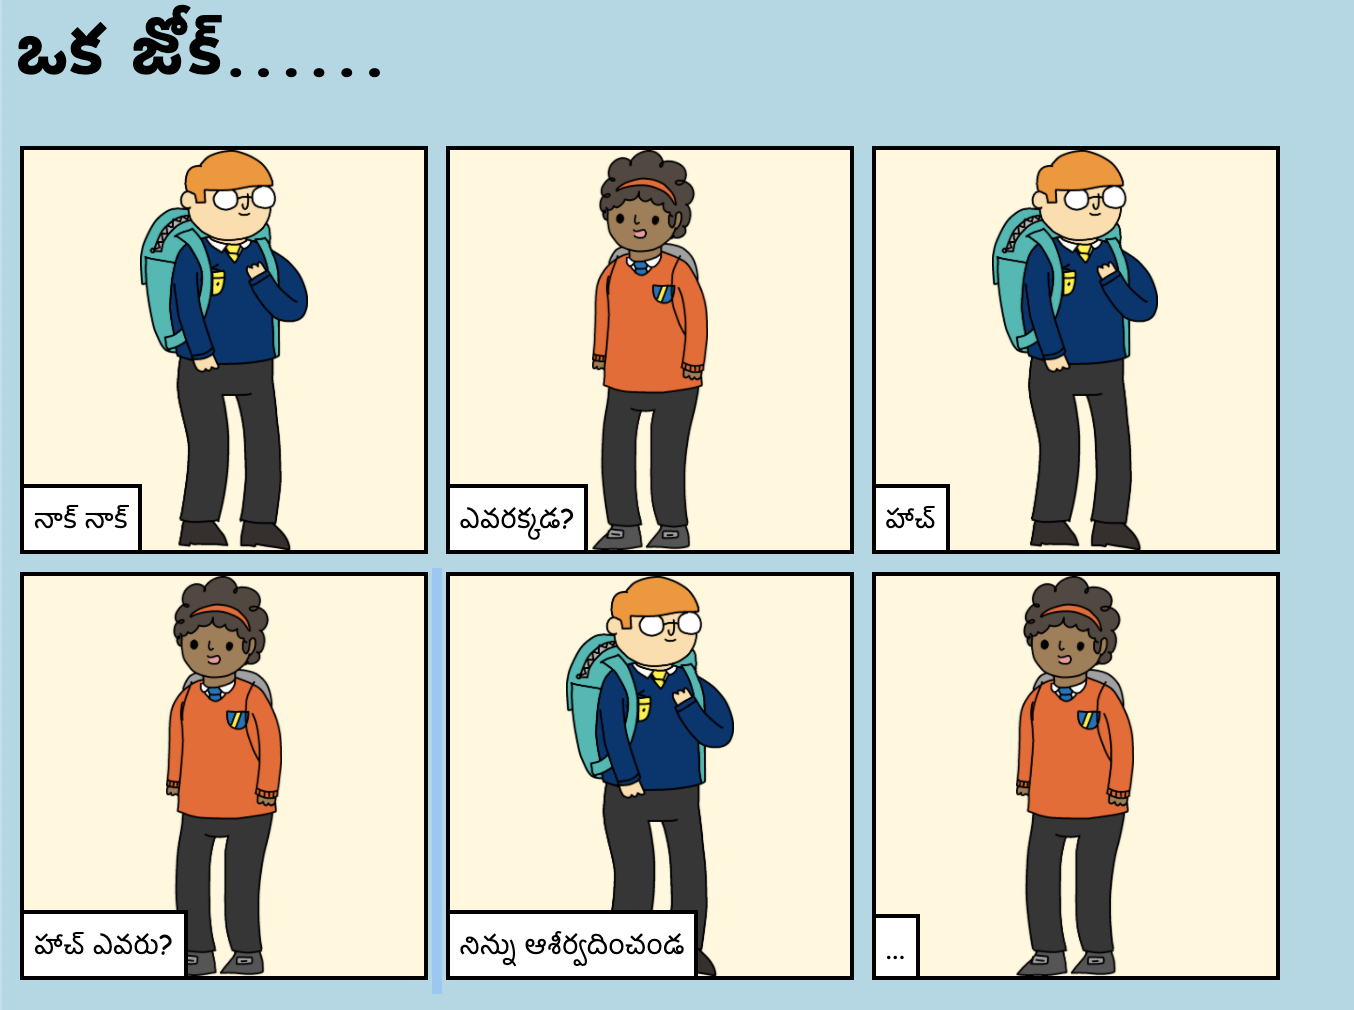 ఒక జోక్......
నాక్ నాక్
ఎవరక్కడ?
హాచ్
హాచ్ ఎవరు?
నిన్ను ఆశీర్వదించండ
...